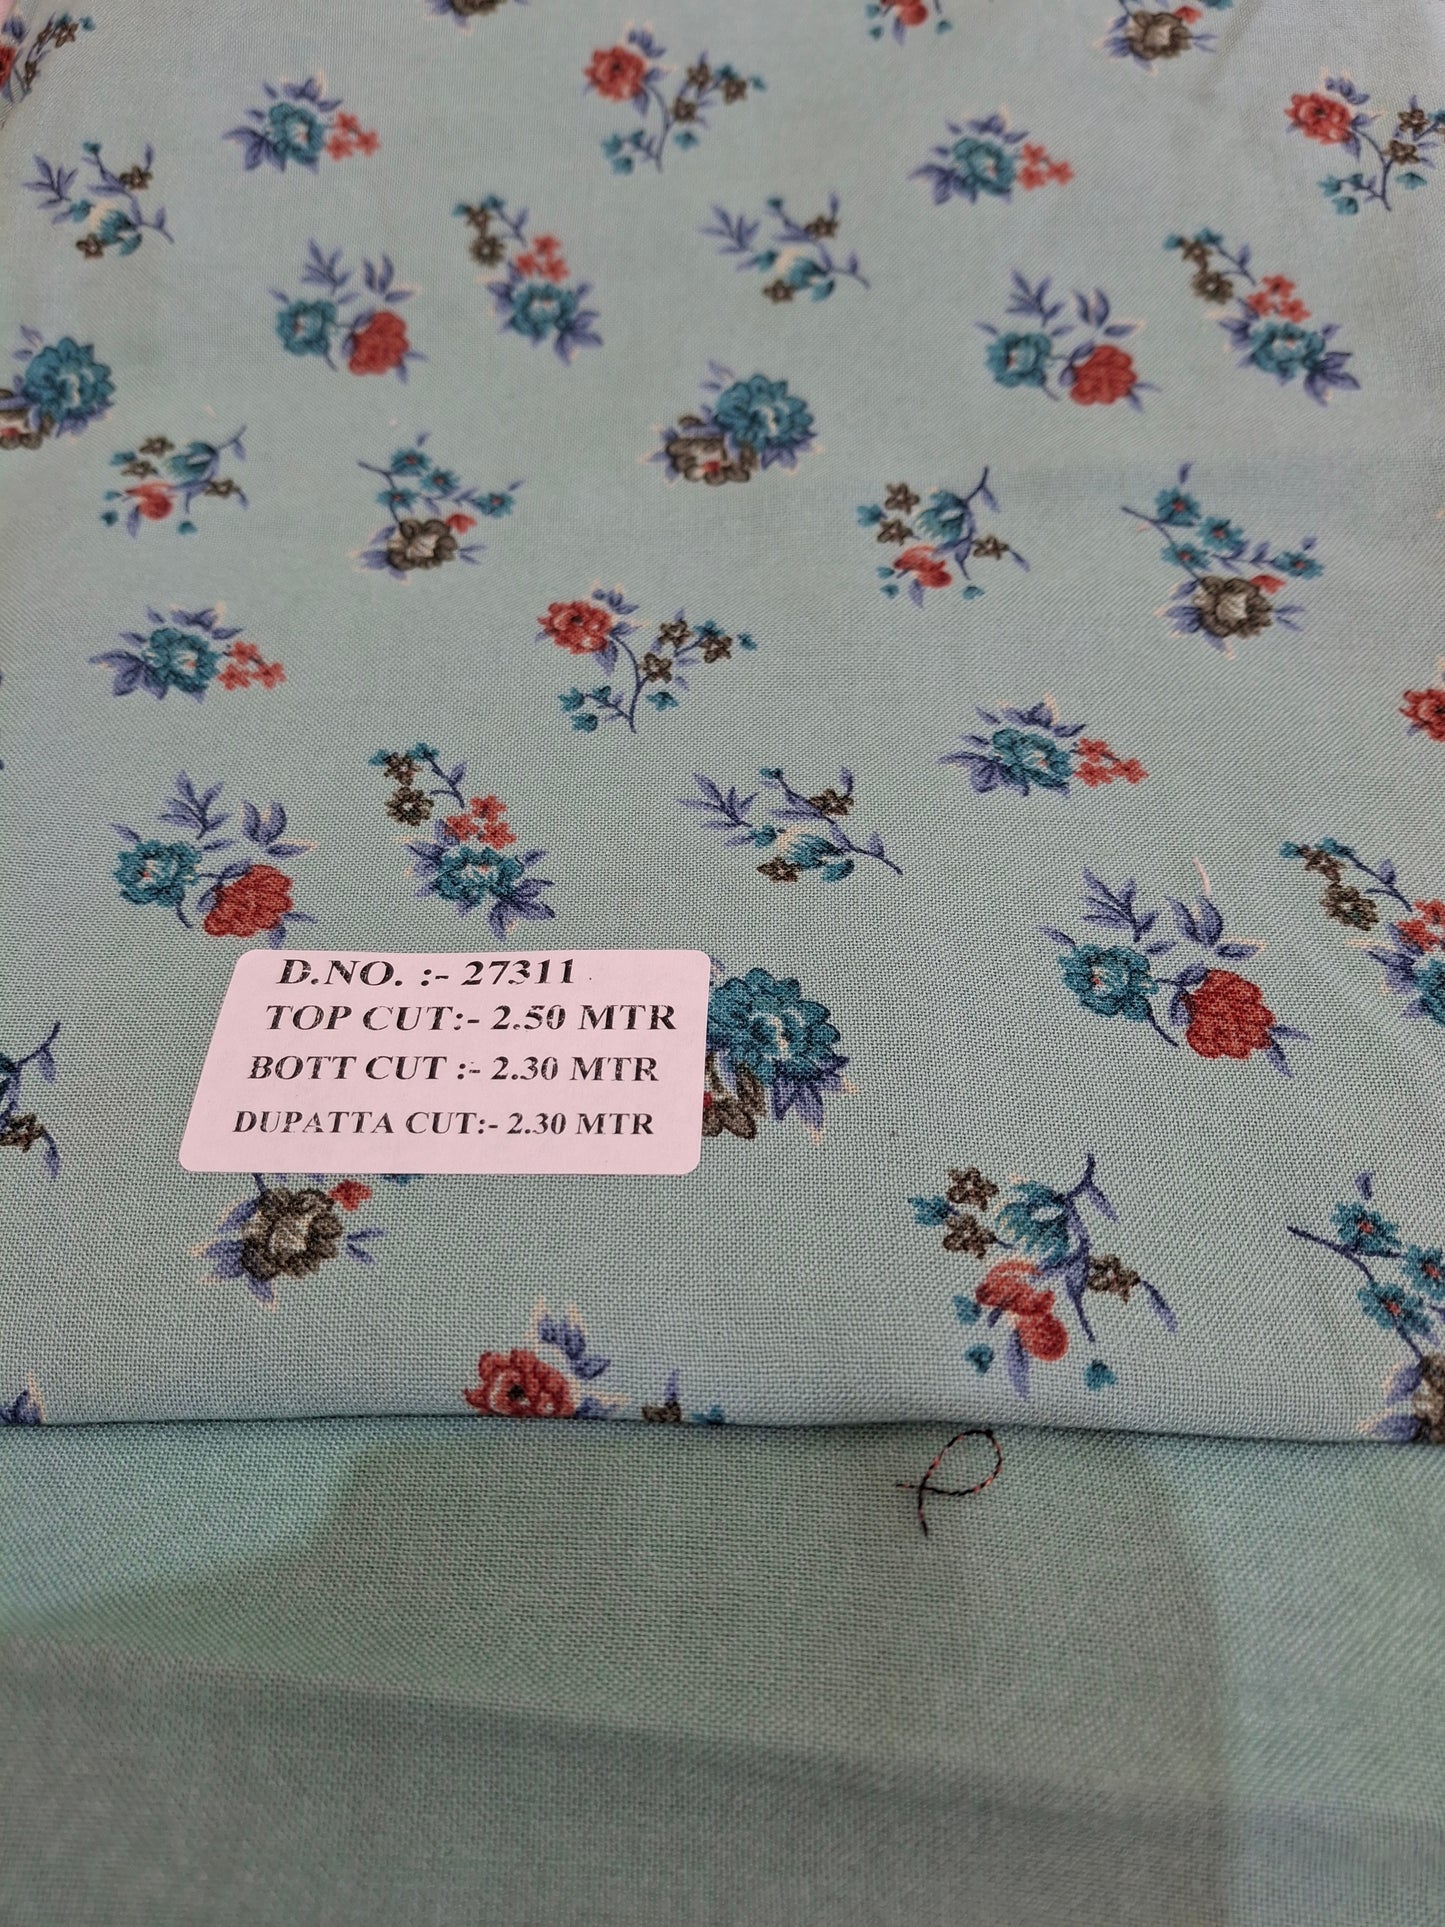 D.NO. :- 27311
TOP CUT:- 2.50 MTR
BOTT CUT :- 2.30 MTR
DUPATTA CUT:- 2.30 MTR